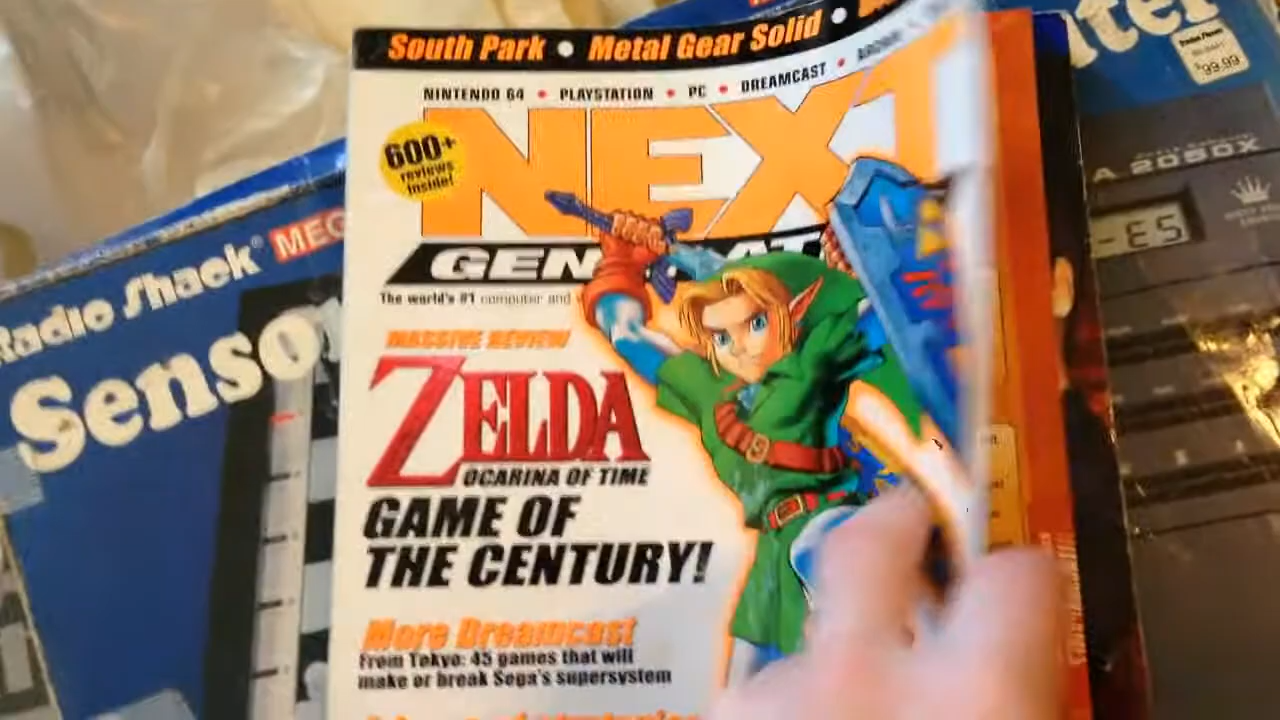 South Park • Metal Gear Solid •
NINTENDO 64 • PLAYSTATION • PC • DREAMCAST •
NEXT
GEN
600+
reviews
inside!
The world's #1 computer and
MASSIVE REVIEW
ZELDA
OCARINA OF TIME
GAME OF
THE CENTURY!
More Dreamcast
From Tokyo: 45 games that will
make or break Sega's supersystem
Radio Shack
Senso
$99.99
A 2050X
-E5